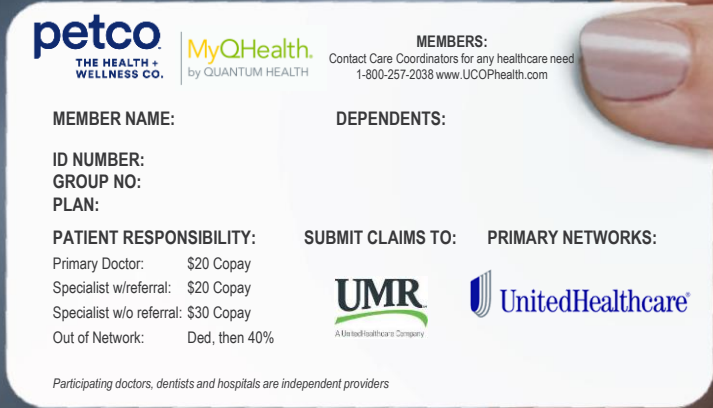 petco
THE HEALTH +
WELLNESS CO.
MyQHealth.
by QUANTUM HEALTH
MEMBERS:
Contact Care Coordinators for any healthcare need
1-800-257-2038 www.UCOPhealth.com
MEMBER NAME:
DEPENDENTS:
ID NUMBER:
GROUP NO:
PLAN:
PATIENT RESPONSIBILITY:
Primary Doctor: $20 Copay
Specialist w/referral: $20 Copay
Specialist w/o referral: $30 Copay
Out of Network: Ded, then 40%
SUBMIT CLAIMS TO:
UMR
A UnitedHealthcare Company
PRIMARY NETWORKS:
UnitedHealthcare®
Participating doctors, dentists and hospitals are independent providers